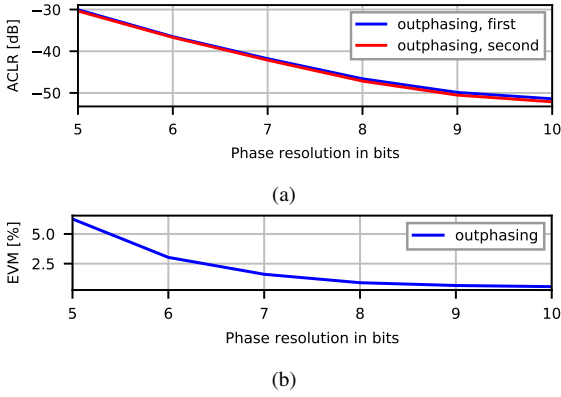 ACLR [dB]
−30
−40
−50
outphasing, first
outphasing, second
5 6 7 8 9 10
Phase resolution in bits
(a)
EVM [%]
5.0
2.5
outphasing
5 6 7 8 9 10
Phase resolution in bits
(b)